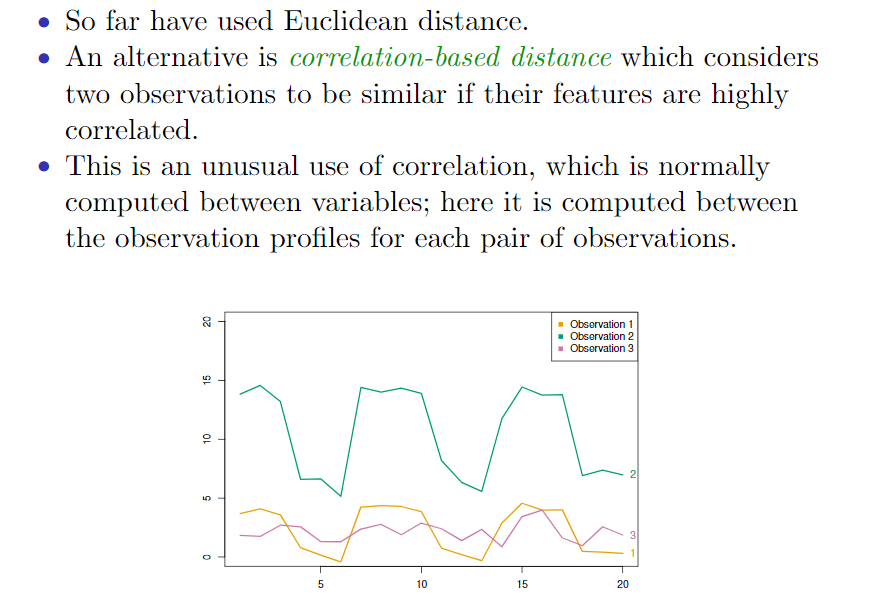 • So far have used Euclidean distance.
• An alternative is correlation-based distance which considers
two observations to be similar if their features are highly
correlated.
• This is an unusual use of correlation, which is normally
computed between variables; here it is computed between
the observation profiles for each pair of observations.
Observation 1
Observation 2
Observation 3
20
15
10
5
0
2
3
1
5 10 15 20